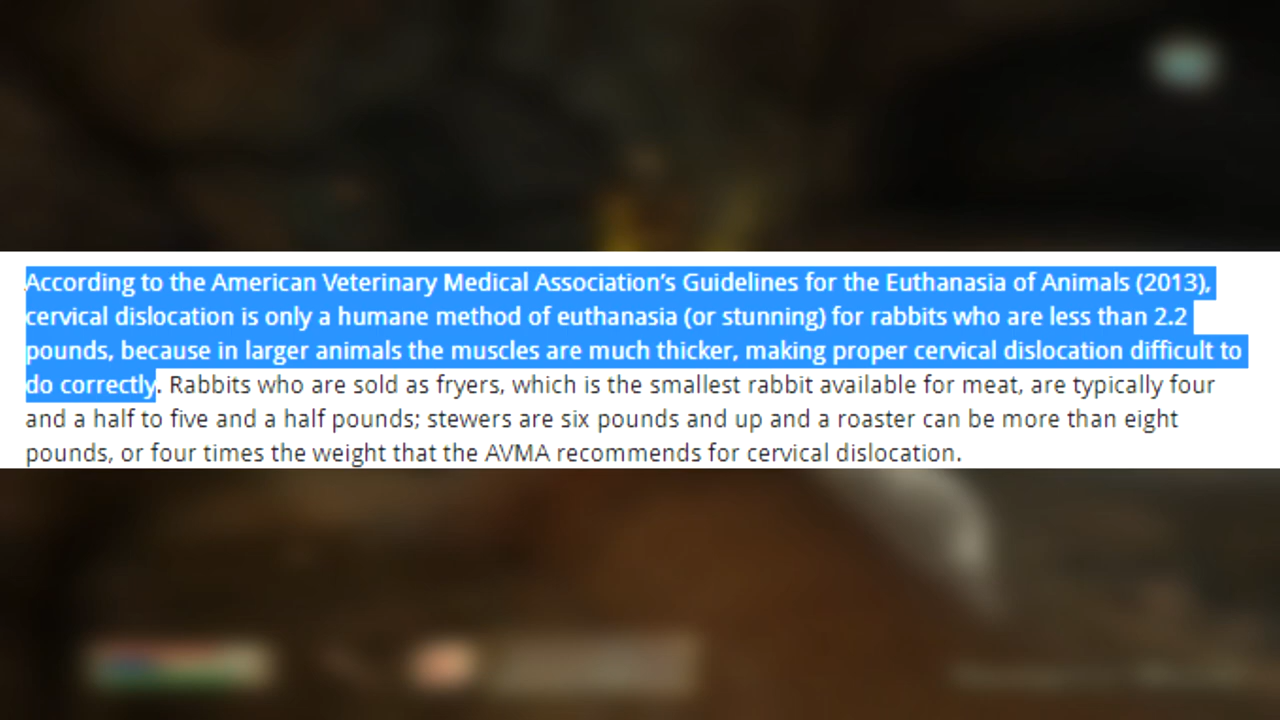 According to the American Veterinary Medical Association’s Guidelines for the Euthanasia of Animals (2013),
cervical dislocation is only a humane method of euthanasia (or stunning) for rabbits who are less than 2.2
pounds, because in larger animals the muscles are much thicker, making proper cervical dislocation difficult to
do correctly. Rabbits who are sold as fryers, which is the smallest rabbit available for meat, are typically four
and a half to five and a half pounds; stewers are six pounds and up and a roaster can be more than eight
pounds, or four times the weight that the AVMA recommends for cervical dislocation.